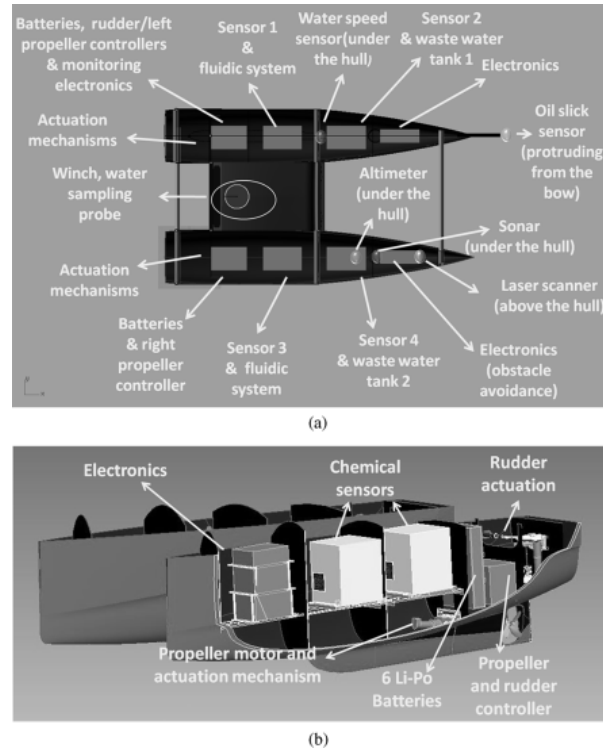 (a)
Batteries, rudder/left
propeller controllers
& monitoring
electronics
Sensor 1
&
fluidic system
Water speed
sensor(under
the hull)
Sensor 2
& waste water
tank 1
Electronics
Actuation
mechanisms
Oil slick
sensor
(protruding
from the
bow)
Winch, water
sampling
probe
Altimeter
(under the
hull)
Sonar
(under the hull)
Actuation
mechanisms
Laser scanner
(above the hull)
Batteries
& right
propeller
controller
Sensor 3
& fluidic
system
Sensor 4
& waste water
tank 2
Electronics
(obstacle
avoidance)
(a)
Electronics
Chemical
sensors
Rudder
actuation
Propeller motor and
actuation mechanism
6 Li-Po
Batteries
Propeller
and rudder
controller
(b)